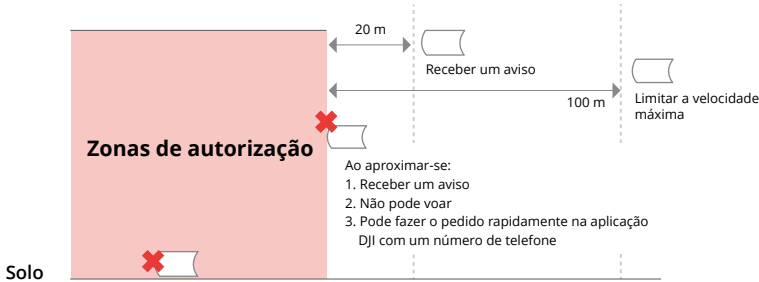 20 m
Receber um aviso
100 m
Limitar a velocidade
máxima
Zonas de autorização
Ao aproximar-se:
1. Receber um aviso
2. Não pode voar
3. Pode fazer o pedido rapidamente na aplicação
DJI com um número de telefone
Solo